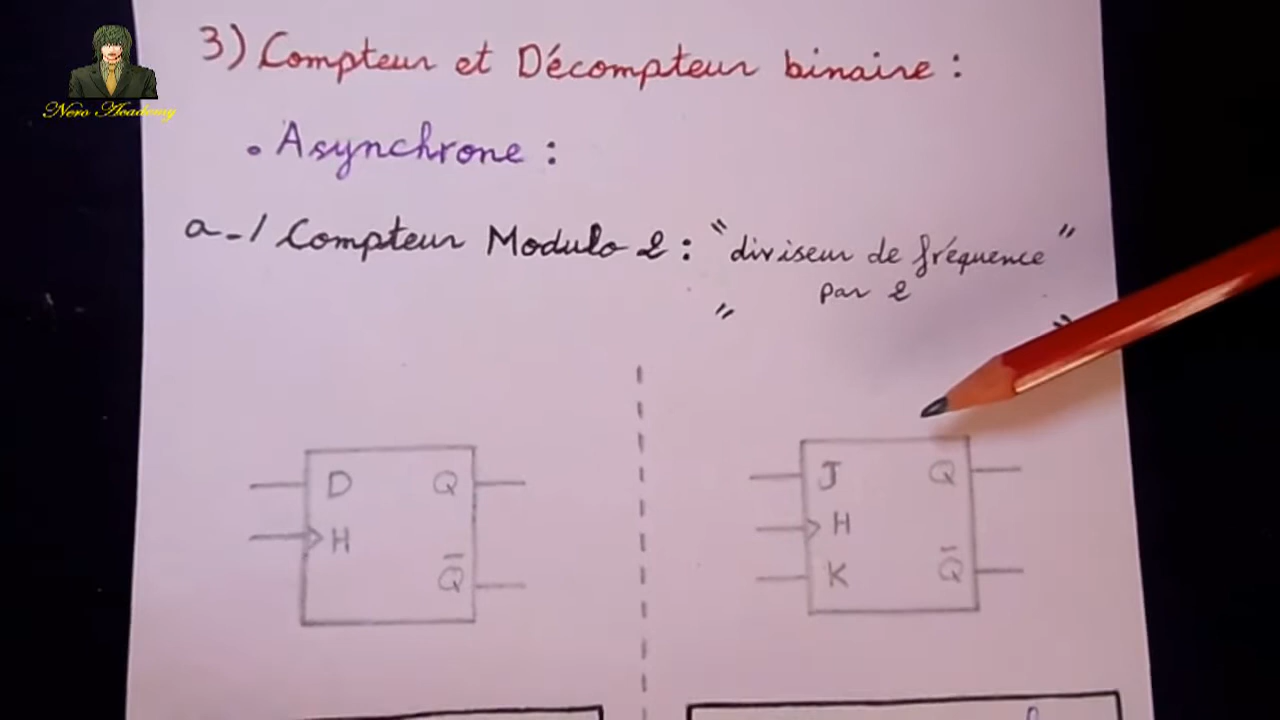 Nero Academy
3) Compteur et Décompteur binaire :
• Asynchrone :
a-/ Compteur Modulo 2 : "diviseur de fréquence"
" par 2 "
D Q
H
Q̄
J Q
H
K Q̄